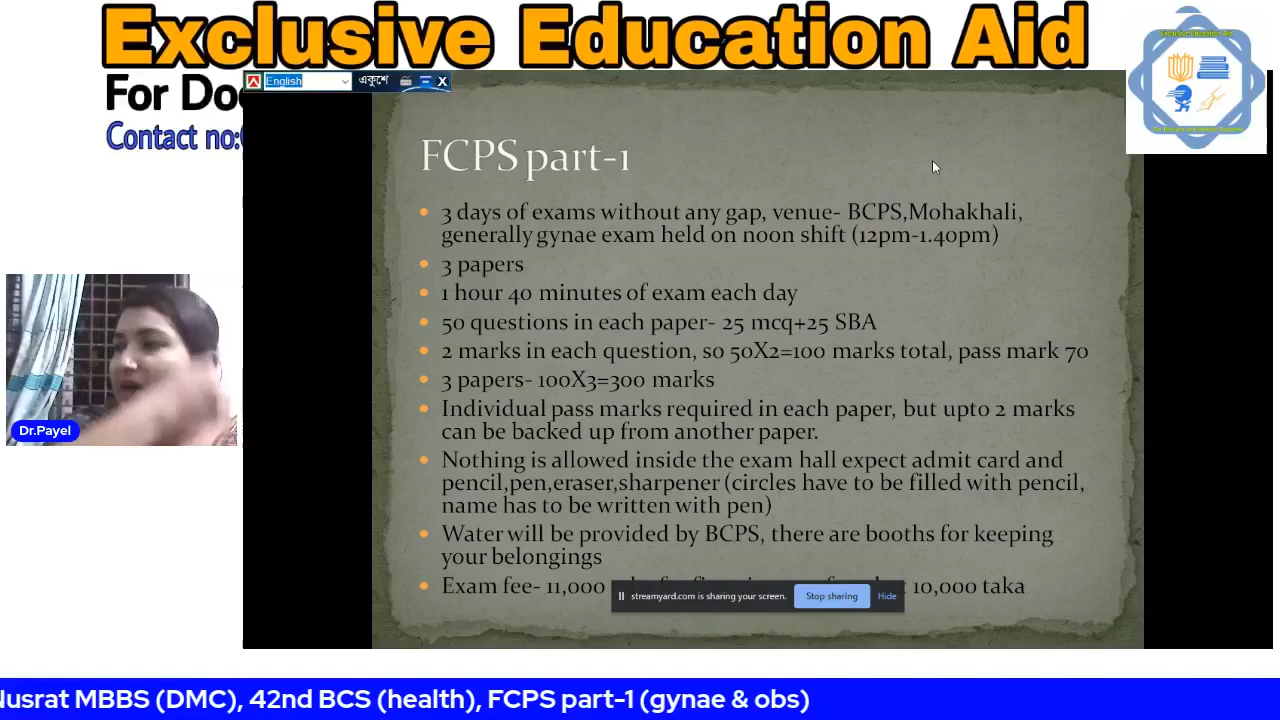 Exclusive Education Aid
For Do
Contact no:
English
একুশে
FCPS part-1
• 3 days of exams without any gap, venue- BCPS,Mohakhali,
generally gynae exam held on noon shift (12pm-1.40pm)
• 3 papers
• 1 hour 40 minutes of exam each day
• 50 questions in each paper- 25 mcq+25 SBA
• 2 marks in each question, so 50X2=100 marks total, pass mark 70
• 3 papers- 100X3=300 marks
• Individual pass marks required in each paper, but upto 2 marks
can be backed up from another paper.
• Nothing is allowed inside the exam hall expect admit card and
pencil,pen,eraser,sharpener (circles have to be filled with pencil,
name has to be written with pen)
• Water will be provided by BCPS, there are booths for keeping
your belongings
• Exam fee- 11,000 10,000 taka
streamyard.com is sharing your screen.
Stop sharing
Hide
Dr.Payel
Nusrat MBBS (DMC), 42nd BCS (health), FCPS part-1 (gynae & obs)
Exclusive Education Aid